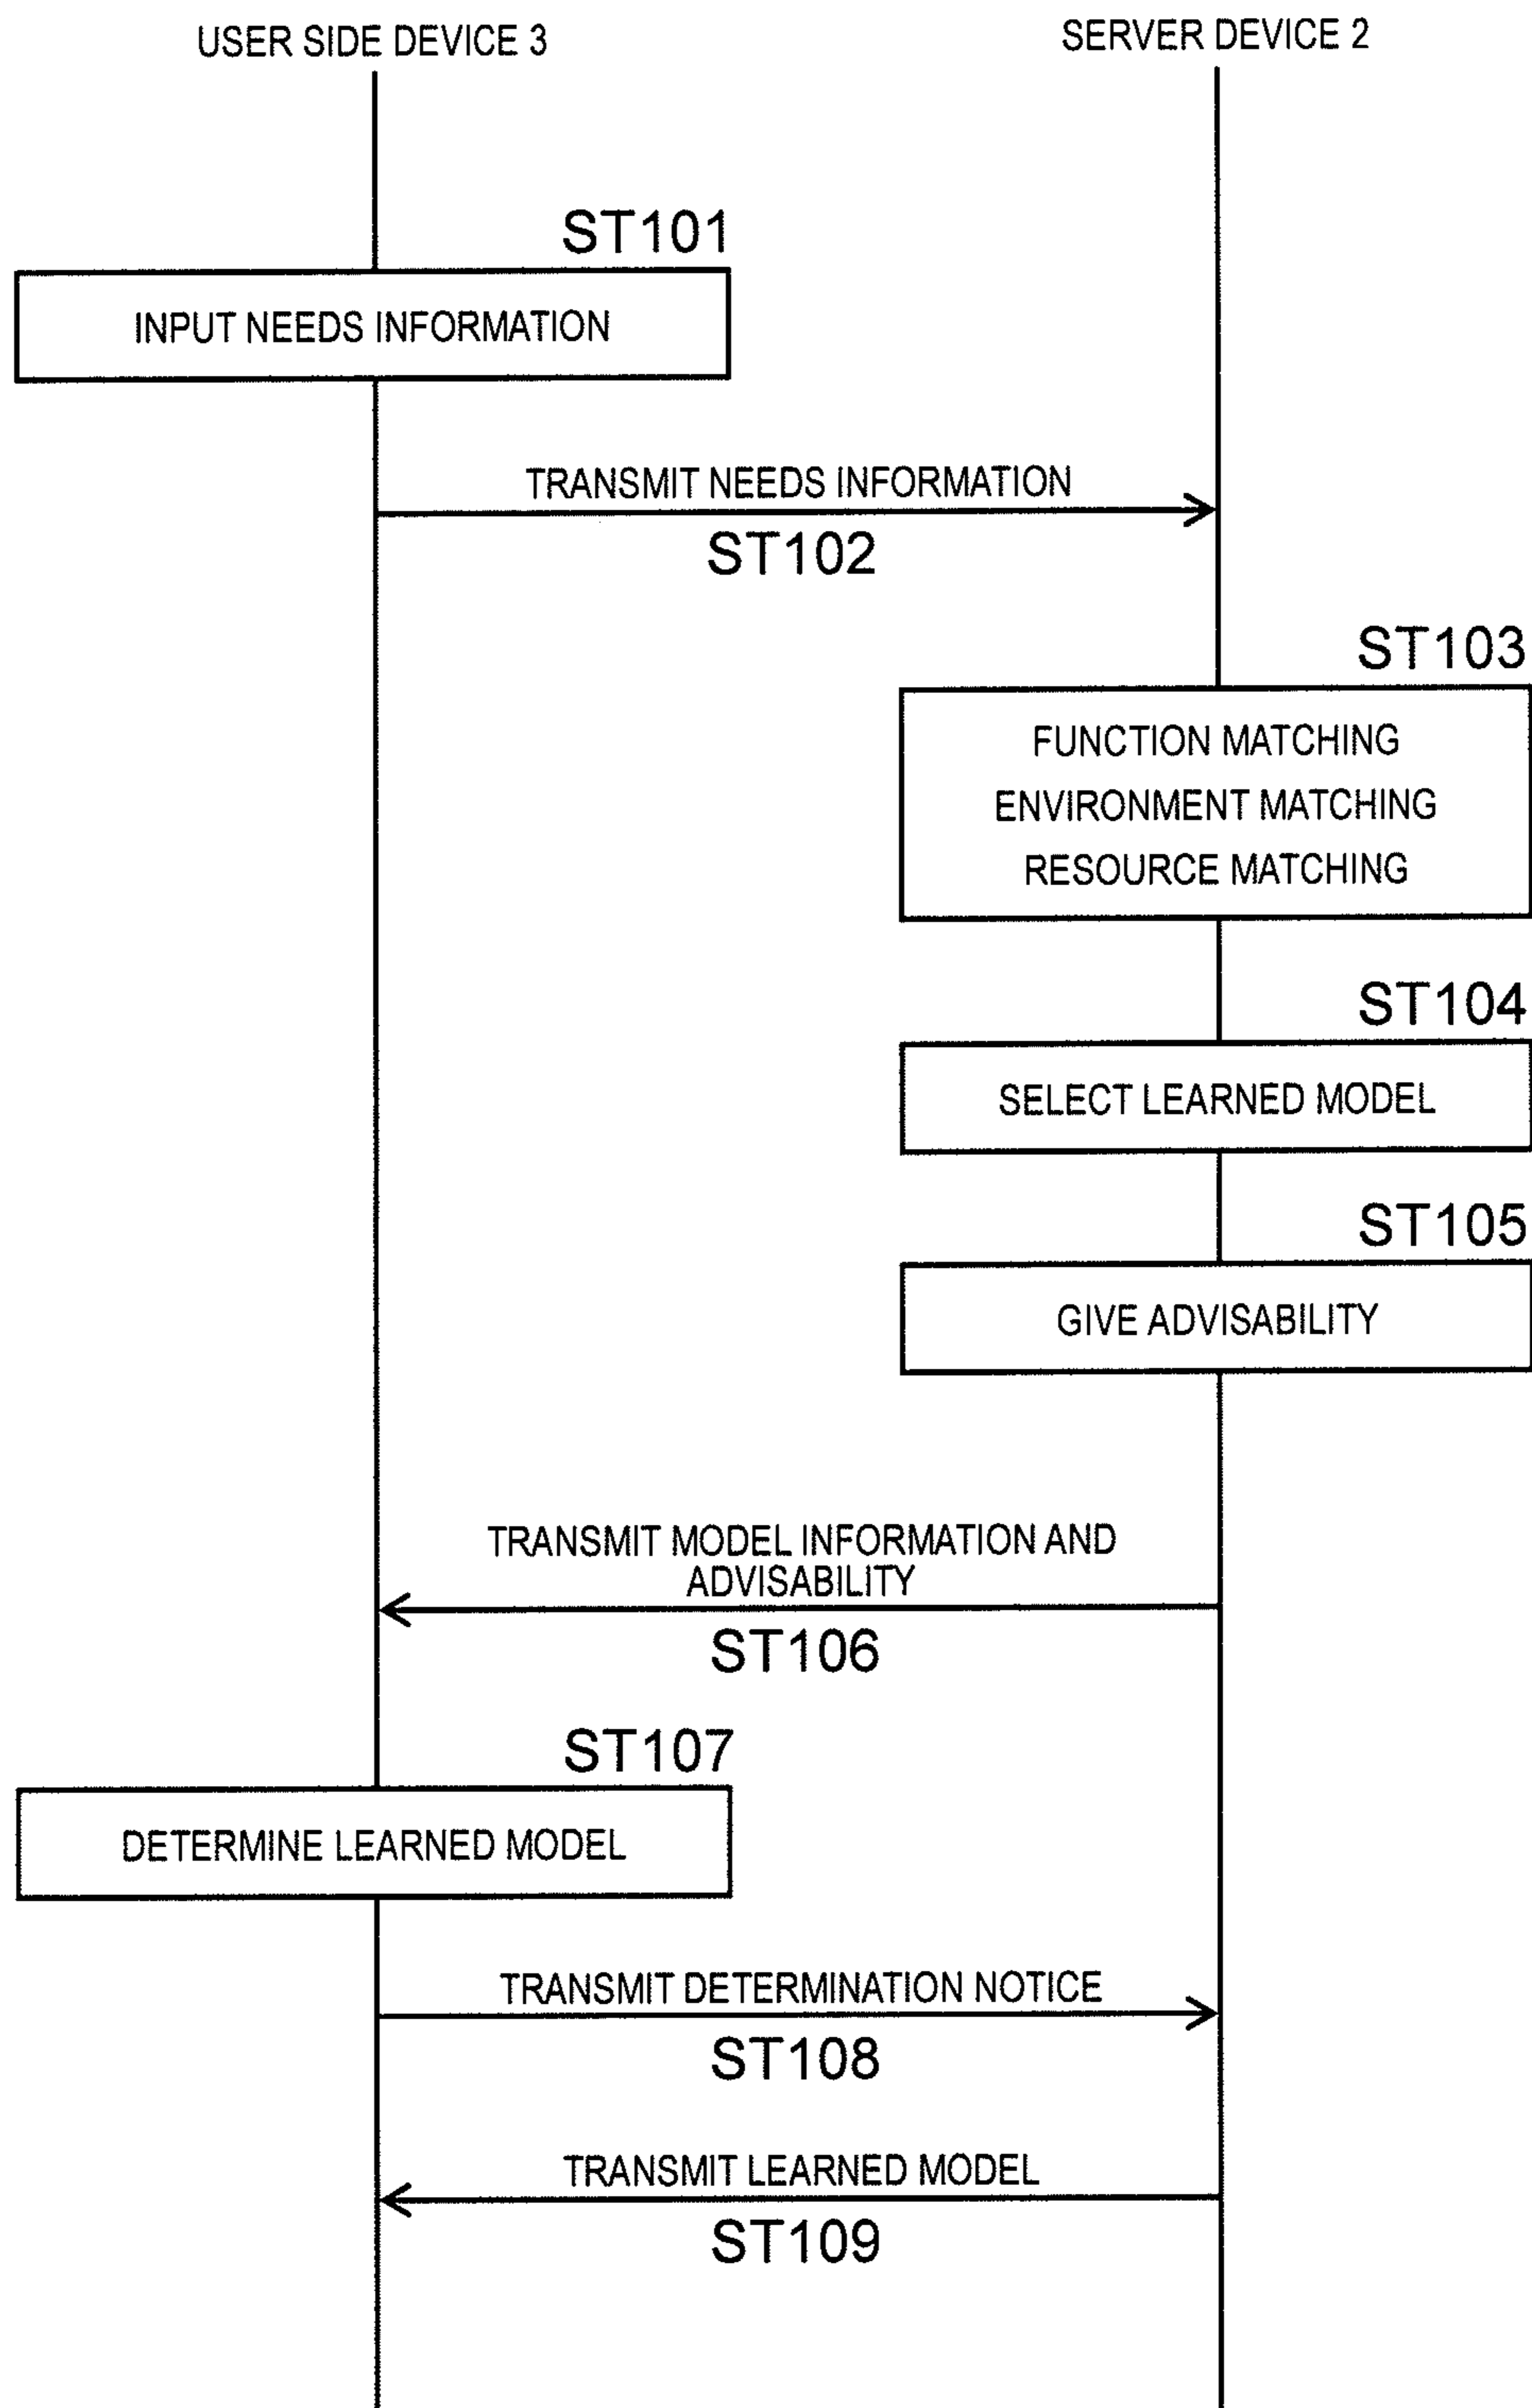 USER SIDE DEVICE 3
SERVER DEVICE 2
ST101
INPUT NEEDS INFORMATION
TRANSMIT NEEDS INFORMATION
ST102
ST103
FUNCTION MATCHING
ENVIRONMENT MATCHING
RESOURCE MATCHING
ST104
SELECT LEARNED MODEL
ST105
GIVE ADVISABILITY
TRANSMIT MODEL INFORMATION AND
ADVISABILITY
ST106
ST107
DETERMINE LEARNED MODEL
TRANSMIT DETERMINATION NOTICE
ST108
TRANSMIT LEARNED MODEL
ST109